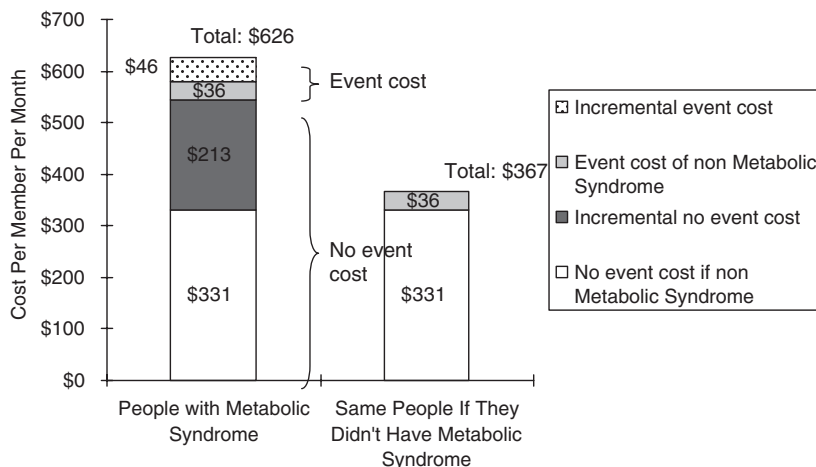 $700
$600
$500
$400
$300
$200
$100
$0
Cost Per Member Per Month
Total: $626
$46
$36
$213
$331
Event cost
No event
cost
Total: $367
$36
$331
People with Metabolic
Syndrome
Same People If They
Didn't Have Metabolic
Syndrome
Incremental event cost
Event cost of non Metabolic
Syndrome
Incremental no event cost
No event cost if non
Metabolic Syndrome